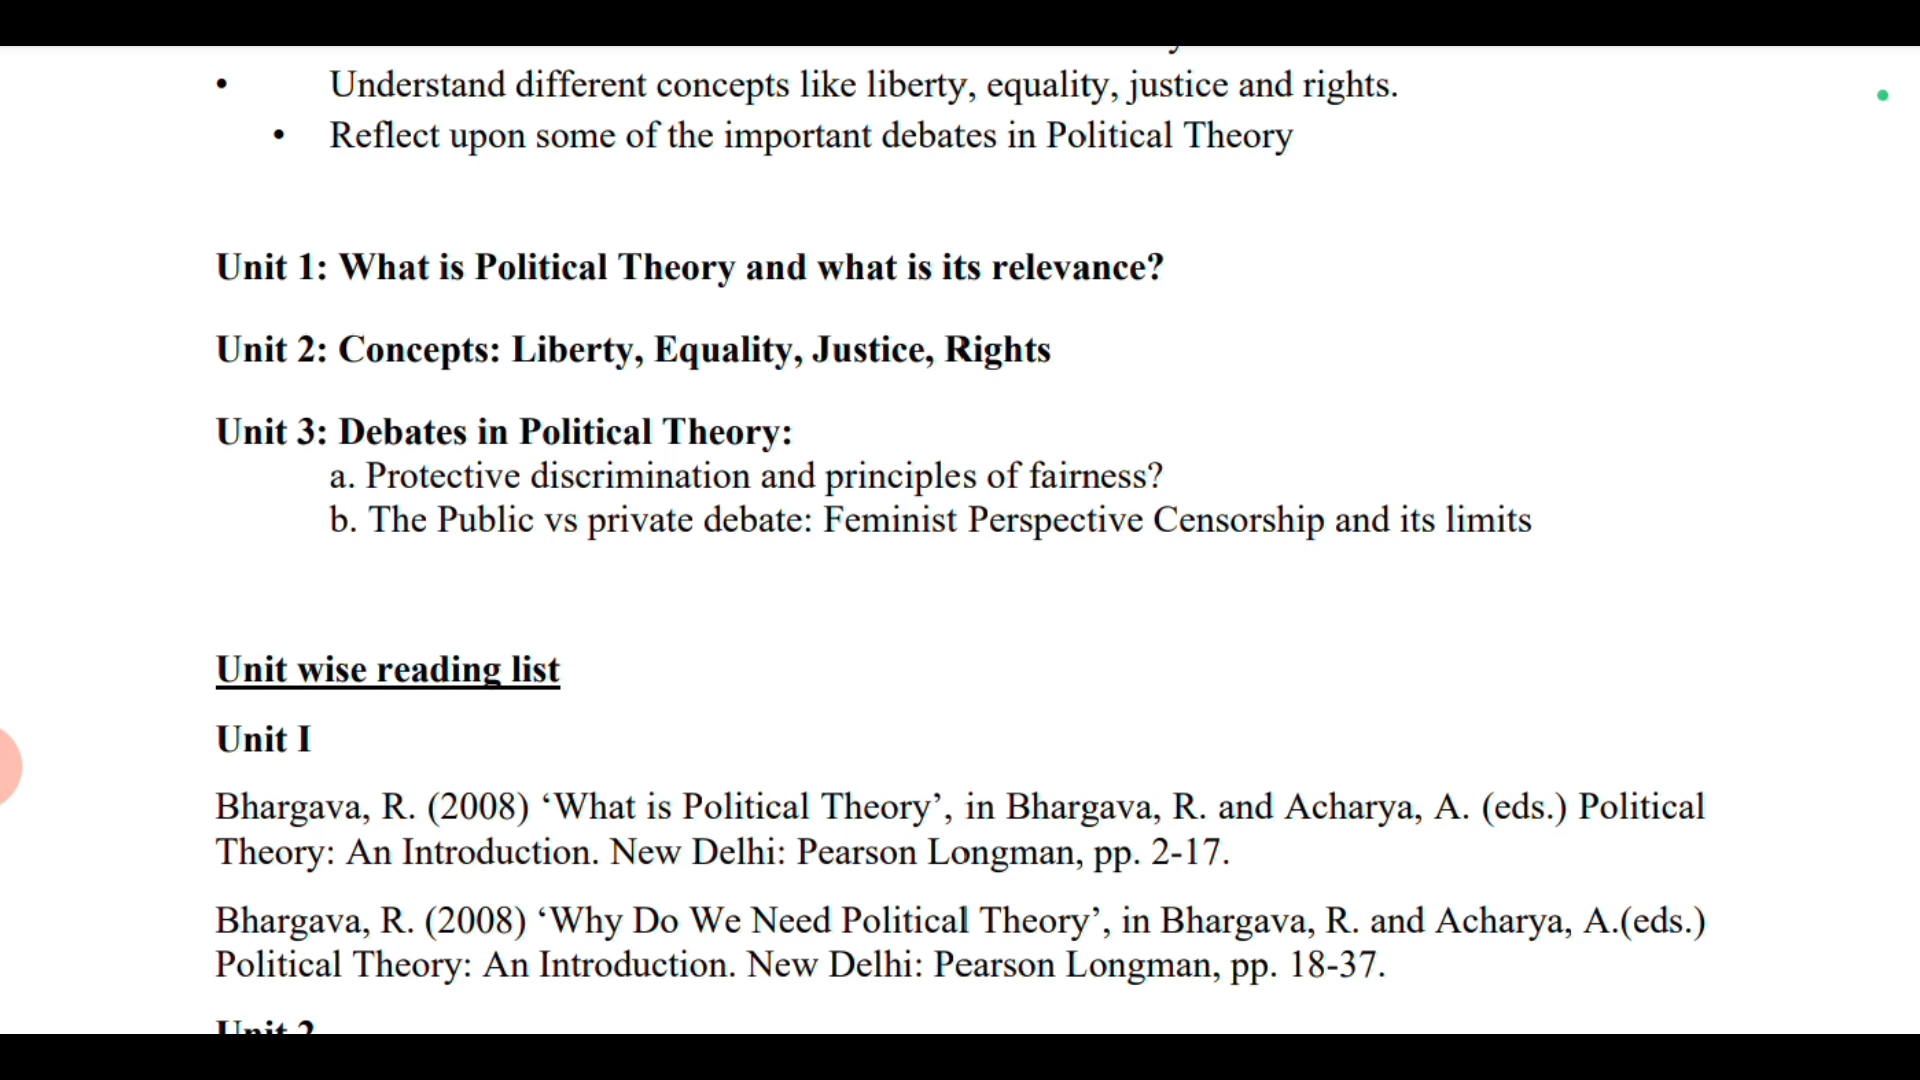 • Understand different concepts like liberty, equality, justice and rights.
• Reflect upon some of the important debates in Political Theory
Unit 1: What is Political Theory and what is its relevance?
Unit 2: Concepts: Liberty, Equality, Justice, Rights
Unit 3: Debates in Political Theory:
a. Protective discrimination and principles of fairness?
b. The Public vs private debate: Feminist Perspective Censorship and its limits
Unit wise reading list
Unit I
Bhargava, R. (2008) ‘What is Political Theory’, in Bhargava, R. and Acharya, A. (eds.) Political
Theory: An Introduction. New Delhi: Pearson Longman, pp. 2-17.
Bhargava, R. (2008) ‘Why Do We Need Political Theory’, in Bhargava, R. and Acharya, A.(eds.)
Political Theory: An Introduction. New Delhi: Pearson Longman, pp. 18-37.
Unit 2